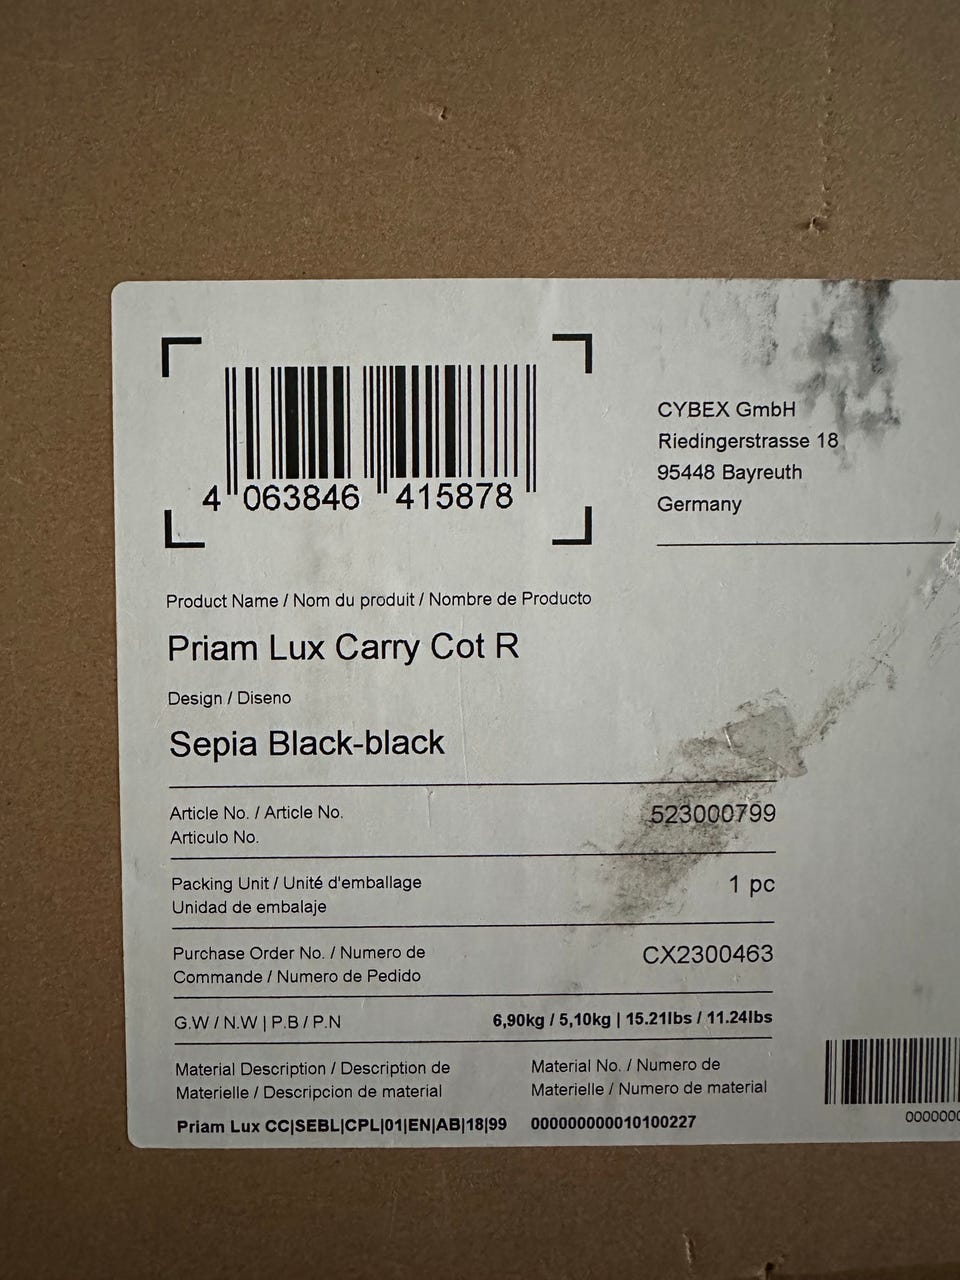 4 063846 415878
CYBEX GmbH
Riedingerstrasse 18
95448 Bayreuth
Germany
Product Name / Nom du produit / Nombre de Producto
Priam Lux Carry Cot R
Design / Diseno
Sepia Black-black
Article No. / Article No.
Articulo No.
523000799
Packing Unit / Unité d'emballage
Unidad de embalaje
1 pc
Purchase Order No. / Numero de
Commande / Numero de Pedido
CX2300463
G.W / N.W | P.B / P.N
6,90kg / 5,10kg | 15.21lbs / 11.24lbs
Material Description / Description de
Materielle / Descripcion de material
Priam Lux CC|SEBL|CPL|01|EN|AB|18|99
Material No. / Numero de
Materielle / Numero de material
000000000010100227